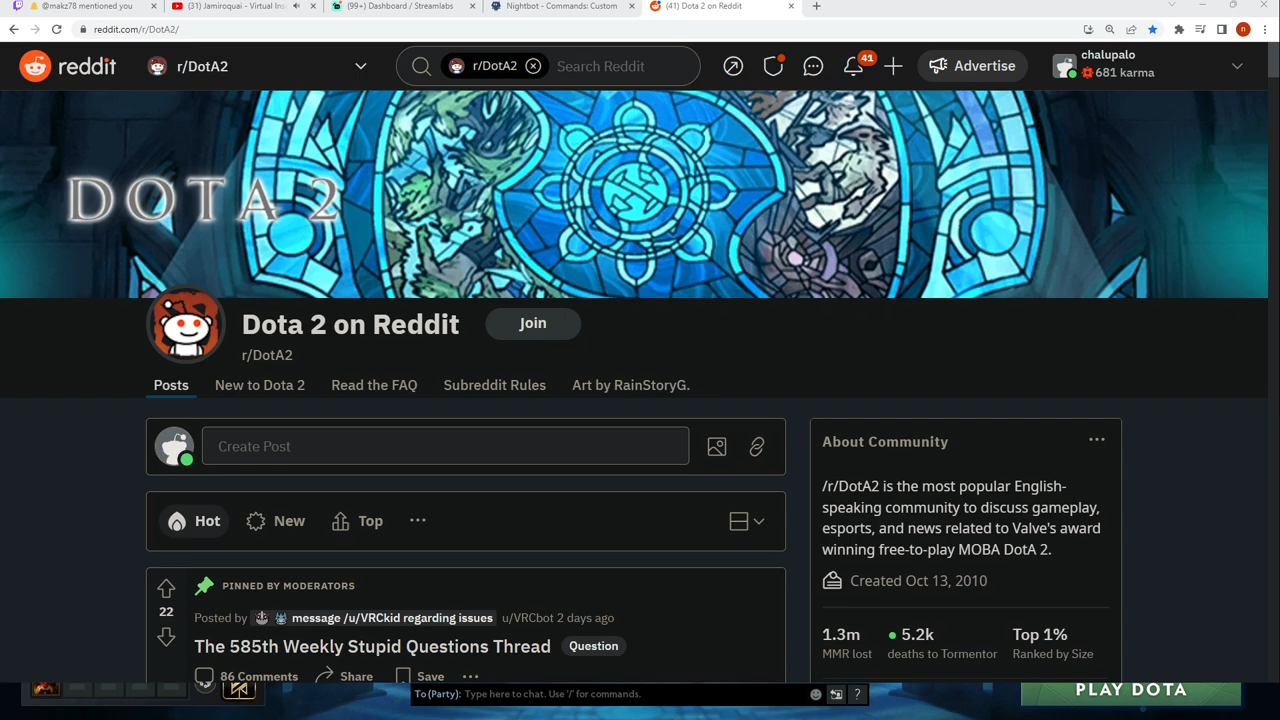 @makz78 mentioned you
(31) Jamiroquai - Virtual Ins
(99+) Dashboard / Streamlabs
Nightbot - Commands: Custom
(41) Dota 2 on Reddit
reddit.com/r/DotA2/
n
reddit
r/DotA2
r/DotA2
Search Reddit
41
Advertise
chalupalo
681 karma
DOTA 2
Dota 2 on Reddit
Join
r/DotA2
Posts
New to Dota 2
Read the FAQ
Subreddit Rules
Art by RainStoryG.
Create Post
Hot
New
Top
PINNED BY MODERATORS
22
Posted by message /u/VRCkid regarding issues u/VRCbot 2 days ago
The 585th Weekly Stupid Questions Thread Question
86 Comments
Share
Save
About Community
/r/DotA2 is the most popular English-
speaking community to discuss gameplay,
esports, and news related to Valve's award
winning free-to-play MOBA DotA 2.
Created Oct 13, 2010
1.3m
MMR lost
5.2k
deaths to Tormentor
Top 1%
Ranked by Size
To (Party): Type here to chat. Use '/' for commands.
?
PLAY DOTA